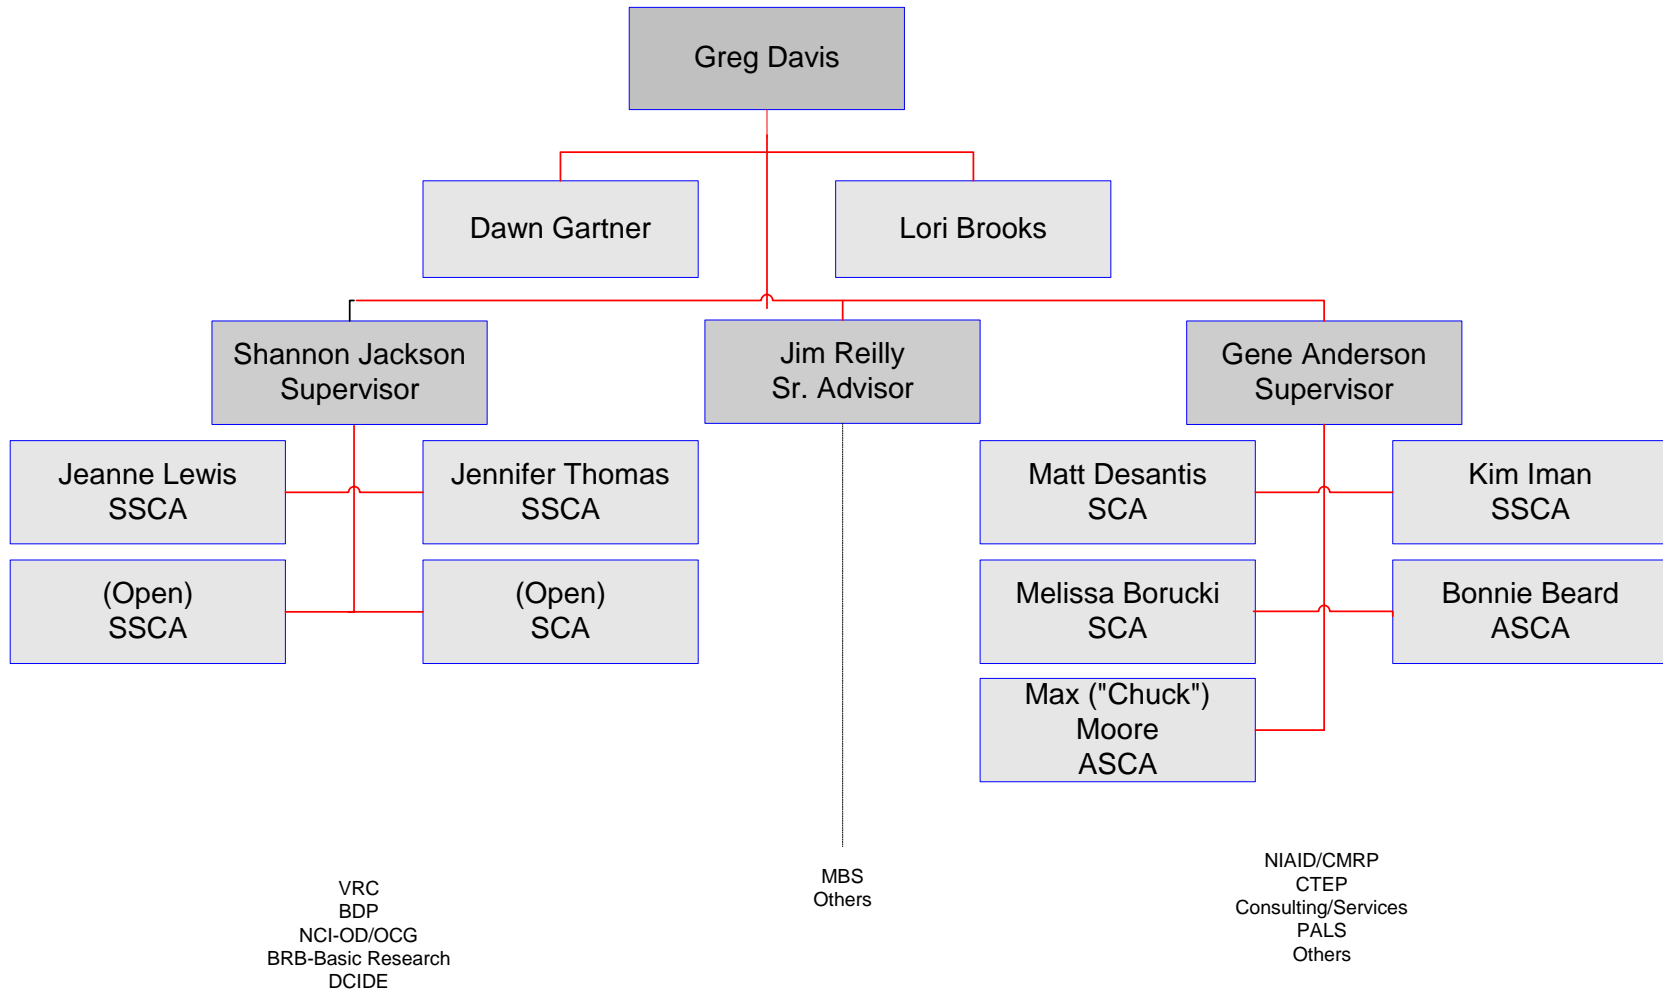 Greg Davis
Dawn Gartner
Lori Brooks
Shannon Jackson
Supervisor
Jim Reilly
Sr. Advisor
Gene Anderson
Supervisor
Jeanne Lewis
SSCA
Jennifer Thomas
SSCA
Matt Desantis
SCA
Kim Iman
SSCA
(Open)
SSCA
(Open)
SCA
Melissa Borucki
SCA
Bonnie Beard
ASCA
Max ("Chuck")
Moore
ASCA
VRC
BDP
NCI-OD/OCG
BRB-Basic Research
DCIDE
MBS
Others
NIAID/CMRP
CTEP
Consulting/Services
PALS
Others